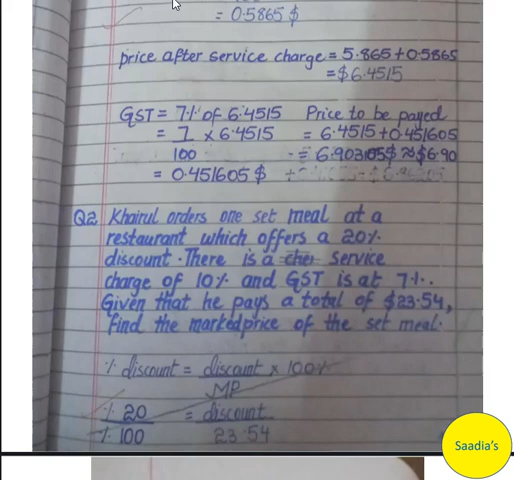 = 0.5865 $
price after service charge = 5.865 + 0.5865
= $6.4515
GST = 7% of 6.4515
= 7 × 6.4515
100
= 0.451605 $
Price to be payed
= 6.4515 + 0.451605
= 6.903105$ ≈ $6.90
Q2 Khairul orders one set meal at a
restaurant which offers a 20%
discount. There is a cher service
charge of 10% and GST is at 7%.
Given that he pays a total of $23.54,
find the marked price of the set meal.
% discount = discount × 100%
MP
% 20 = discount
% 100 23.54
Saadia's